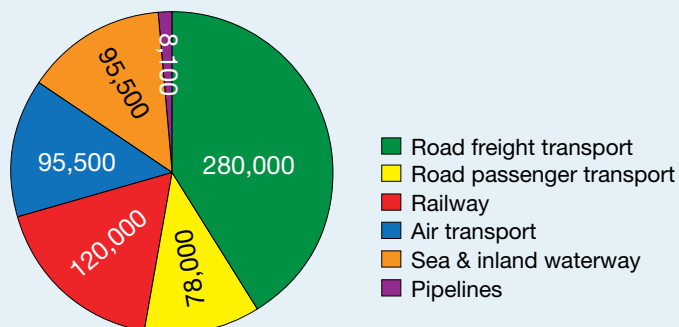 8,100
95,500
95,500
280,000
120,000
78,000
Road freight transport
Road passenger transport
Railway
Air transport
Sea & inland waterway
Pipelines